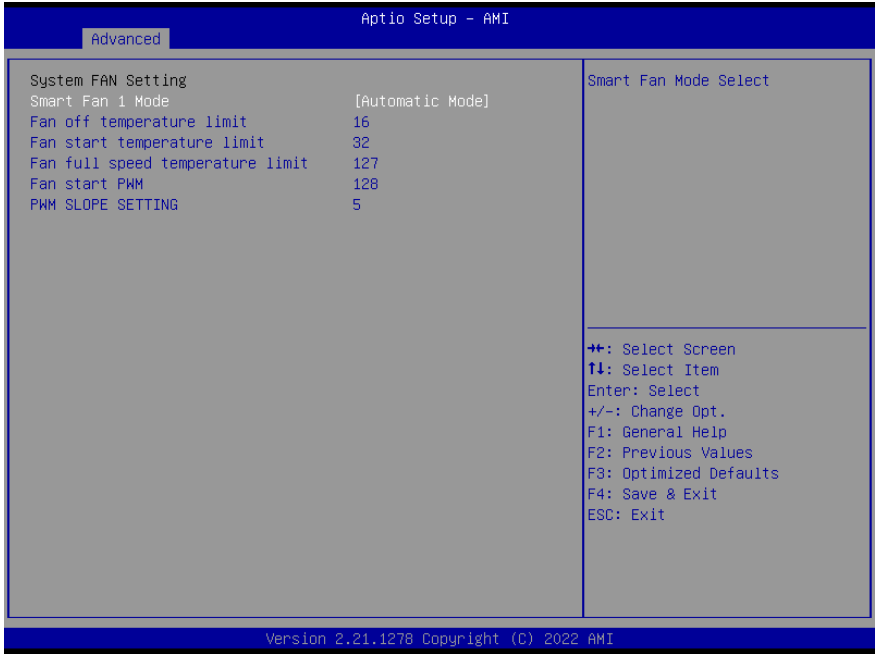 Aptio Setup – AMI
Advanced
System FAN Setting
Smart Fan 1 Mode [Automatic Mode]
Fan off temperature limit 16
Fan start temperature limit 32
Fan full speed temperature limit 127
Fan start PWM 128
PWM SLOPE SETTING 5
Smart Fan Mode Select
→←: Select Screen
↑↓: Select Item
Enter: Select
+/-: Change Opt.
F1: General Help
F2: Previous Values
F3: Optimized Defaults
F4: Save & Exit
ESC: Exit
Version 2.21.1278 Copyright (C) 2022 AMI